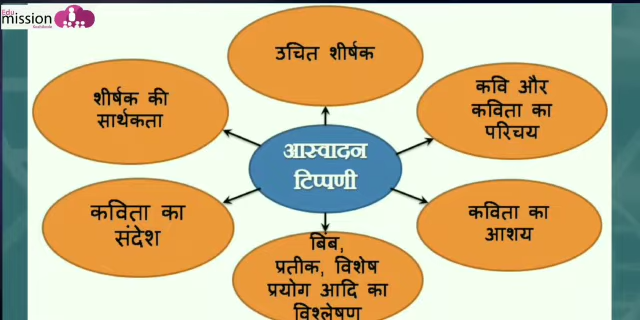 Edu
mission
उचित शीर्षक
शीर्षक की
सार्थकता
कवि और
कविता का
परिचय
आस्वादन
टिप्पणी
कविता का
संदेश
कविता का
आशय
बिंब,
प्रतीक, विशेष
प्रयोग आदि का
विश्लेषण